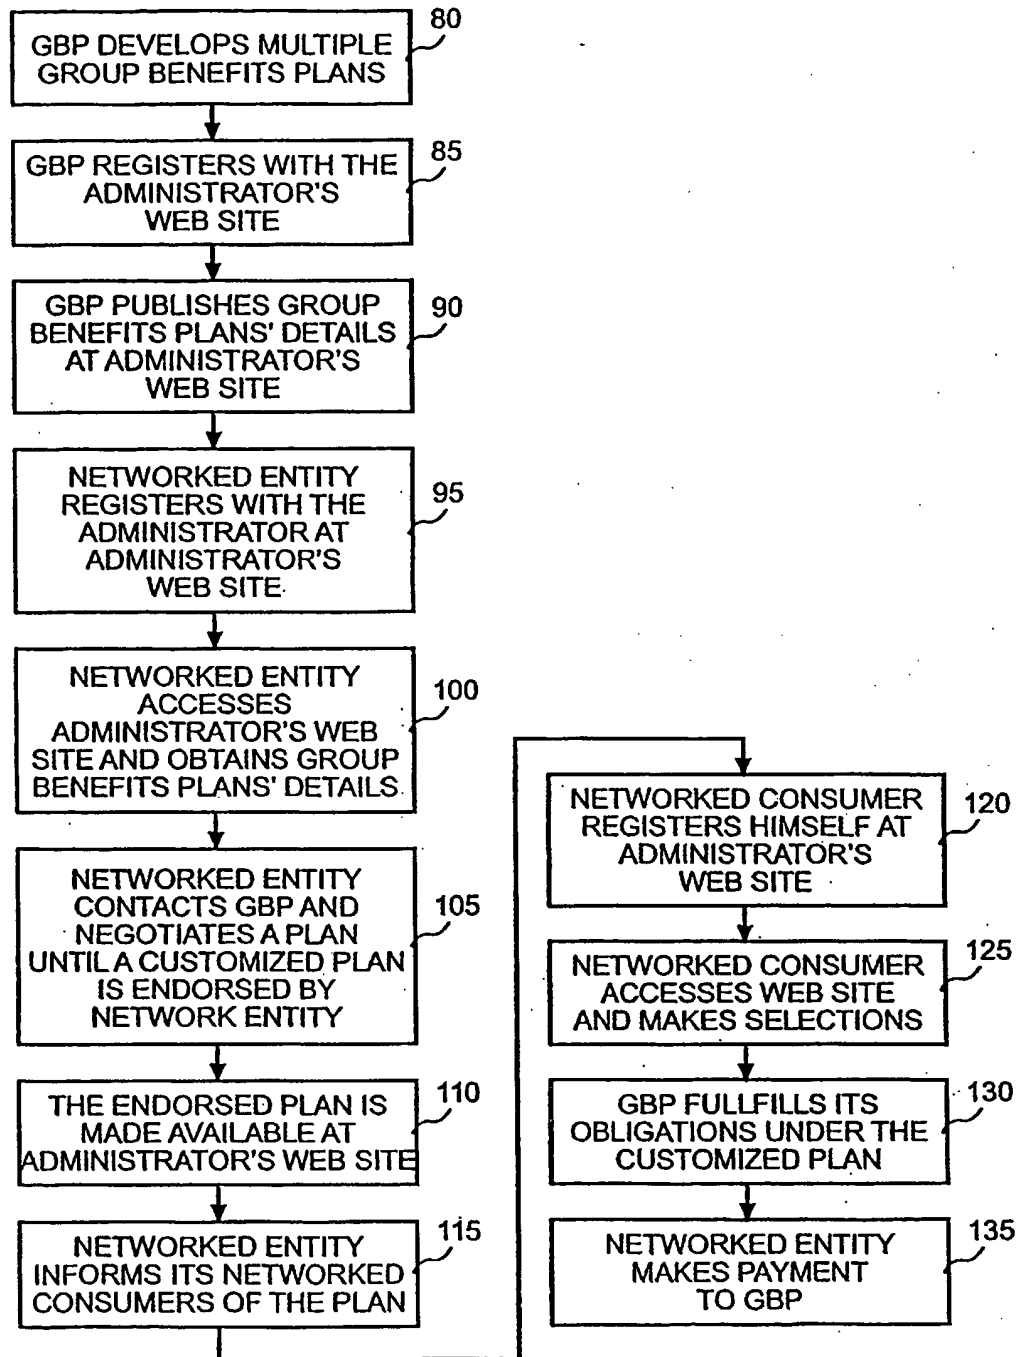 GBP DEVELOPS MULTIPLE
GROUP BENEFITS PLANS
80
GBP REGISTERS WITH THE
ADMINISTRATOR'S
WEB SITE
85
GBP PUBLISHES GROUP
BENEFITS PLANS' DETAILS
AT ADMINISTRATOR'S
WEB SITE
90
NETWORKED ENTITY
REGISTERS WITH THE
ADMINISTRATOR AT
ADMINISTRATOR'S
WEB SITE
95
NETWORKED ENTITY
ACCESSES
ADMINISTRATOR'S WEB
SITE AND OBTAINS GROUP
BENEFITS PLANS' DETAILS
100
NETWORKED ENTITY
CONTACTS GBP AND
NEGOTIATES A PLAN
UNTIL A CUSTOMIZED PLAN
IS ENDORSED BY
NETWORK ENTITY
105
THE ENDORSED PLAN IS
MADE AVAILABLE AT
ADMINISTRATOR'S WEB SITE
110
NETWORKED ENTITY
INFORMS ITS NETWORKED
CONSUMERS OF THE PLAN
115
NETWORKED CONSUMER
REGISTERS HIMSELF AT
ADMINISTRATOR'S
WEB SITE
120
NETWORKED CONSUMER
ACCESSES WEB SITE
AND MAKES SELECTIONS
125
GBP FULLFILLS ITS
OBLIGATIONS UNDER THE
CUSTOMIZED PLAN
130
NETWORKED ENTITY
MAKES PAYMENT
TO GBP
135